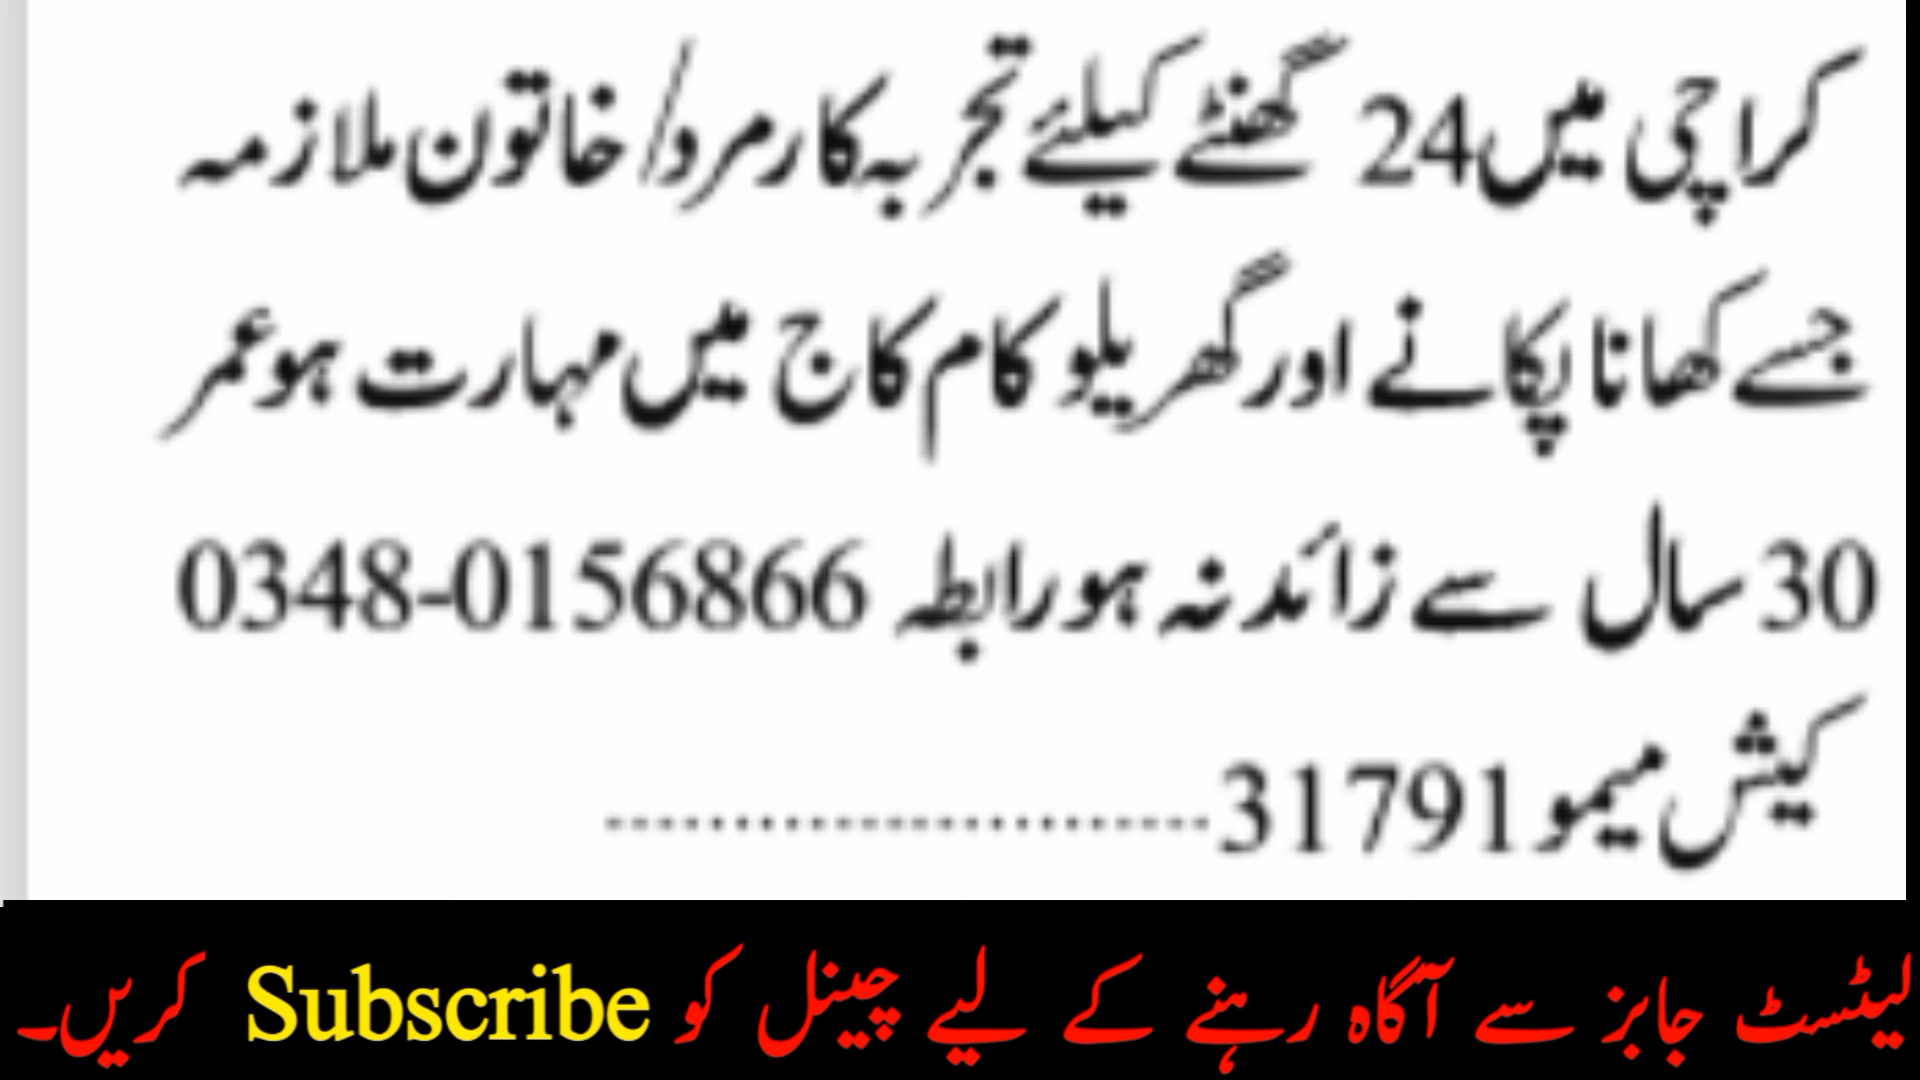 کراچی میں 24 گھنٹے کیلئے تجربہ کار مرد/خاتون ملازمہ
جسے کھانا پکانے اور گھریلو کام کاج میں مہارت ہو عمر
30 سال سے زائد نہ ہو رابطہ 0348-0156866
کیش میمو 31791........................
لیٹسٹ جابز سے آگاہ رہنے کے لیے چینل کو Subscribe کریں۔